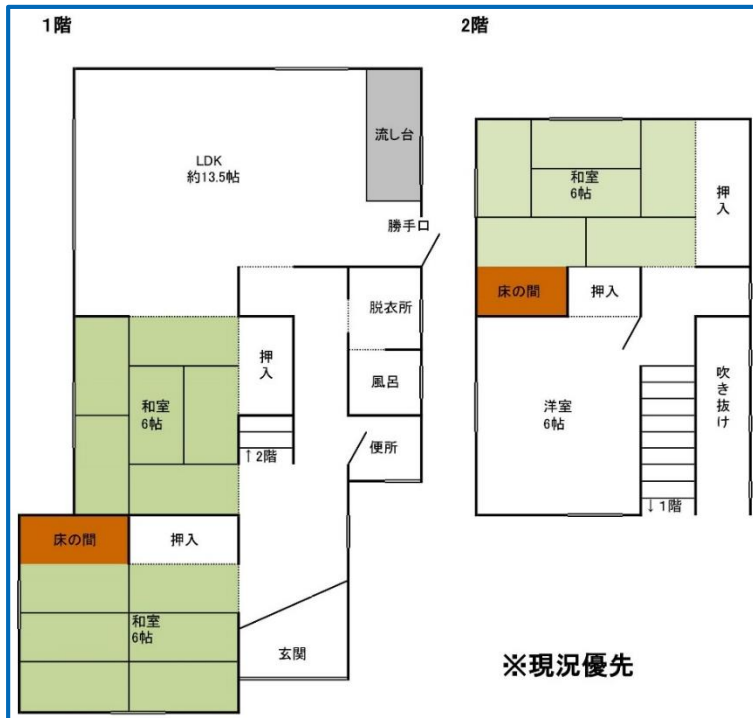 1階
2階
流し台
LDK
約13.5帖
勝手口
脱衣所
押入
和室
6帖
風呂
便所
↑2階
床の間
押入
和室
6帖
玄関
和室
6帖
押入
床の間
押入
洋室
6帖
吹き抜け
↓1階
※現況優先